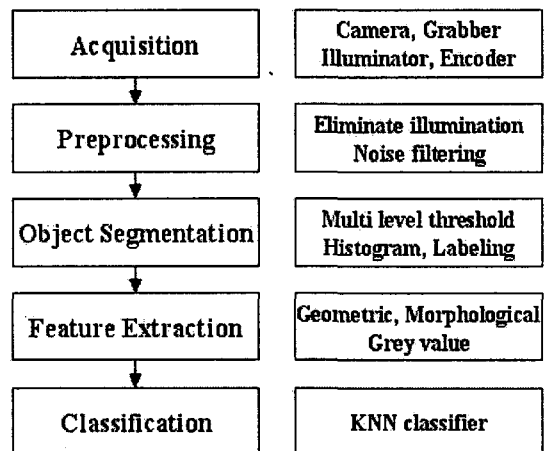 Acquisition
Camera, Grabber
Illuminator, Encoder
Preprocessing
Eliminate illumination
Noise filtering
Object Segmentation
Multi level threshold
Histogram, Labeling
Feature Extraction
Geometric, Morphological
Grey value
Classification
KNN classifier